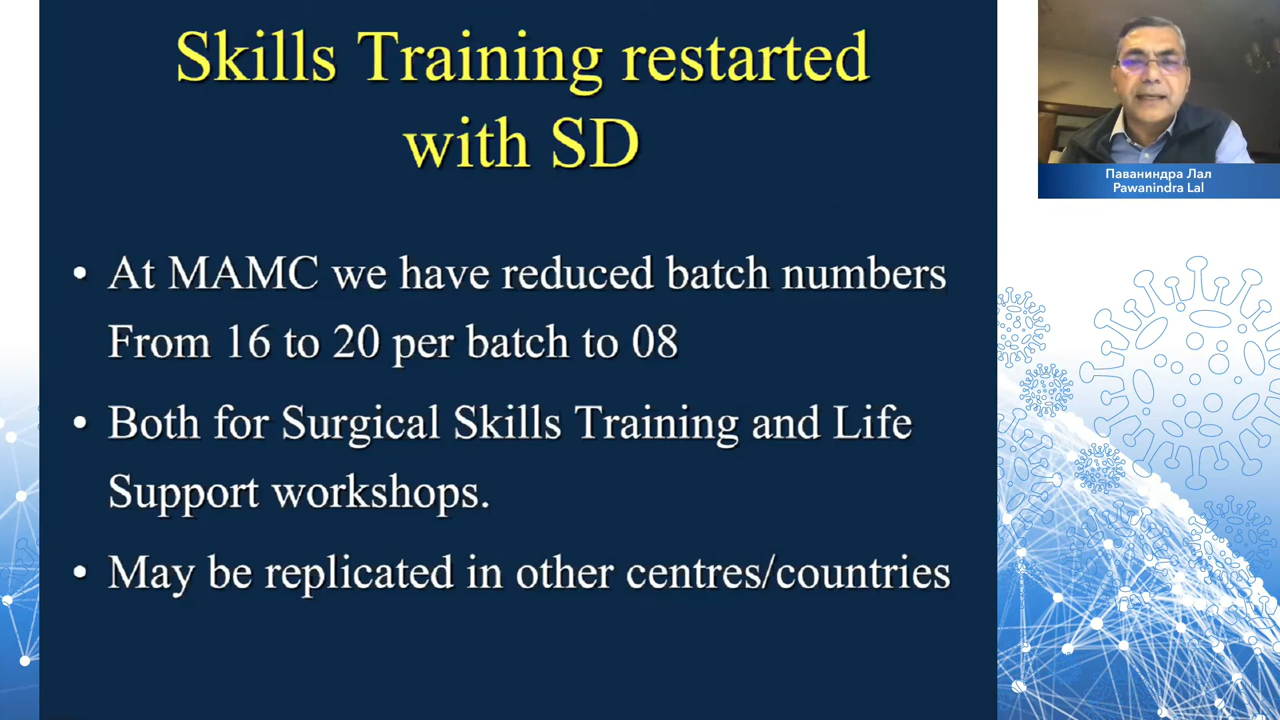 Skills Training restarted
with SD
• At MAMC we have reduced batch numbers
From 16 to 20 per batch to 08
• Both for Surgical Skills Training and Life
Support workshops.
• May be replicated in other centres/countries
Паваниндра Лал
Pawanindra Lal